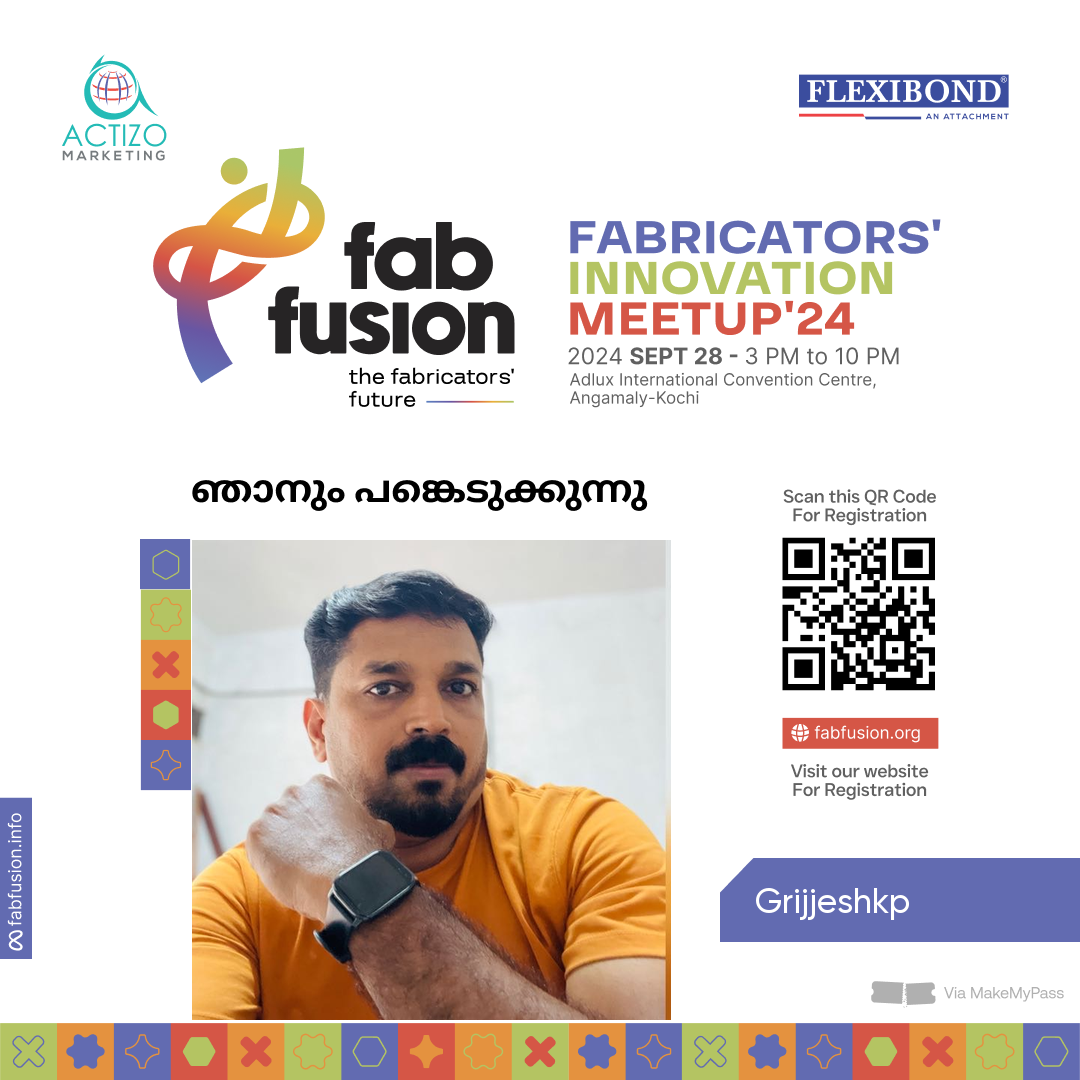 ACTIZO
MARKETING
FLEXIBOND®
AN ATTACHMENT
fab
fusion
the fabricators'
future
FABRICATORS'
INNOVATION
MEETUP'24
2024 SEPT 28 - 3 PM to 10 PM
Adlux International Convention Centre,
Angamaly-Kochi
ഞാനും പങ്കെടുക്കുന്നു
Scan this QR Code
For Registration
fabfusion.org
Visit our website
For Registration
fabfusion.info
Grijjeshkp
Via MakeMyPass